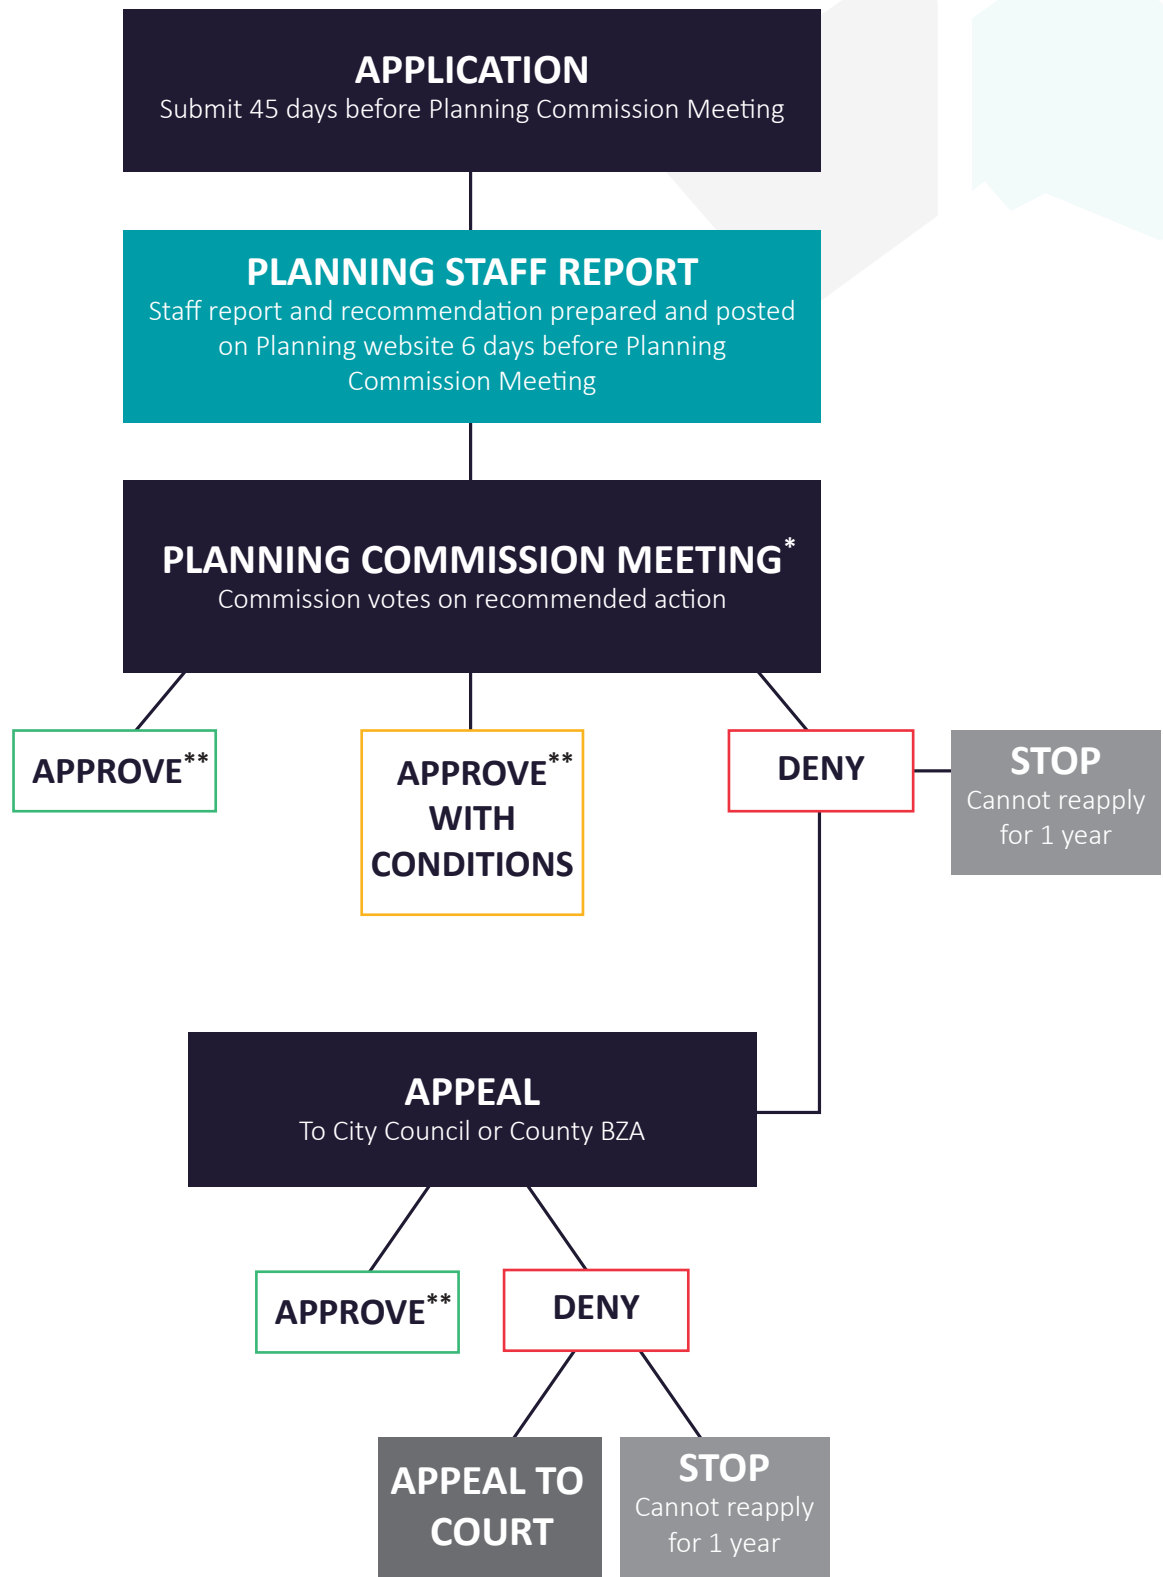 APPLICATION
Submit 45 days before Planning Commission Meeting
PLANNING STAFF REPORT
Staff report and recommendation prepared and posted
on Planning website 6 days before Planning
Commission Meeting
PLANNING COMMISSION MEETING*
Commission votes on recommended action
APPROVE**
APPROVE**
WITH
CONDITIONS
DENY
STOP
Cannot reapply
for 1 year
APPEAL
To City Council or County BZA
APPROVE**
DENY
APPEAL TO
COURT
STOP
Cannot reapply
for 1 year